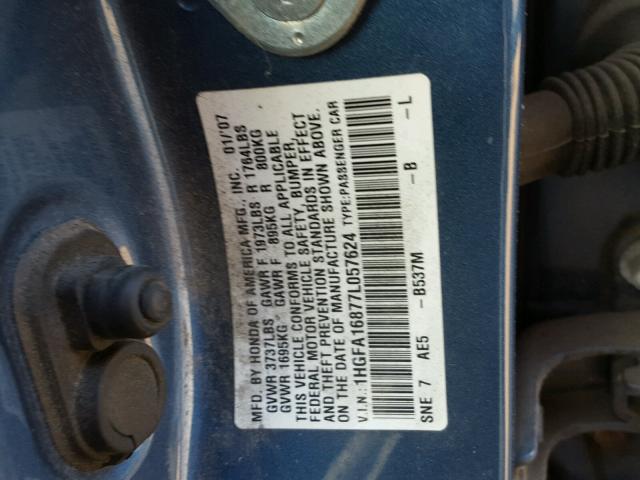 MFD. BY HONDA OF AMERICA MFG., INC. 01/'07
GVWR 3737LBS GAWR F 1973LBS R 1764LBS
GVWR 1695KG GAWR F 895KG R 800KG
THIS VEHICLE CONFORMS TO ALL APPLICABLE
FEDERAL MOTOR VEHICLE SAFETY, BUMPER,
AND THEFT PREVENTION STANDARDS IN EFFECT
ON THE DATE OF MANUFACTURE SHOWN ABOVE.
V.I.N.: 1HGFA16877L057624 TYPE:PASSENGER CAR
SNE 7 AE5 -B537M -B -L